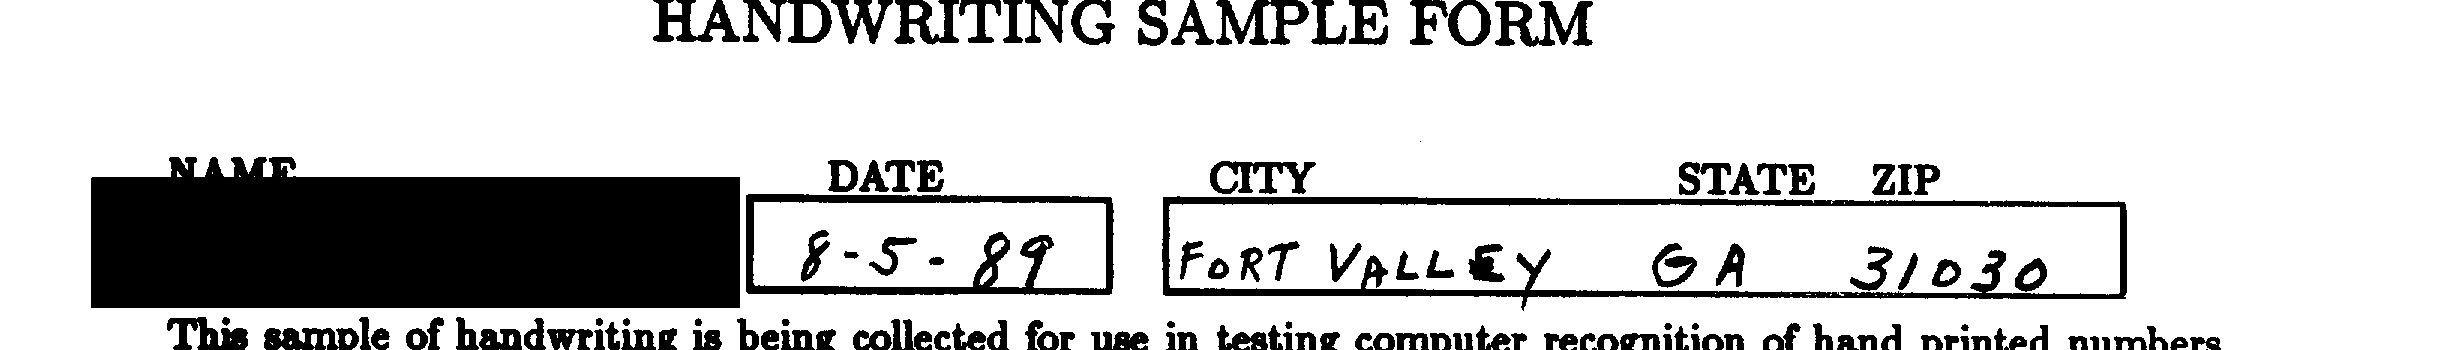 HANDWRITING SAMPLE FORM
NAME DATE CITY STATE ZIP
8-5-89 FORT VALLEY GA 31030
This sample of handwriting is being collected for use in testing computer recognition of hand printed numbers